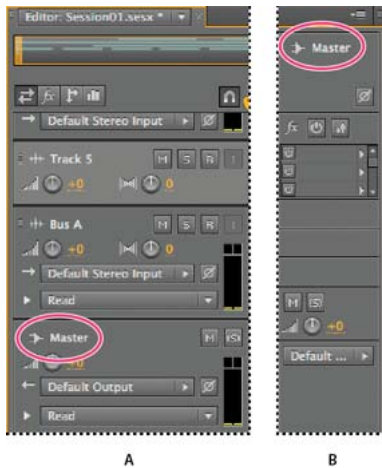 Editor: Session01.sesx *
fx
Default Stereo Input
Track 5 M S R I
+0 0
Bus A M S R
+0 0
Default Stereo Input
Read
Master M (S)
+0
Default Output
Read
A
Master
fx
M (S)
+0
Default ...
B